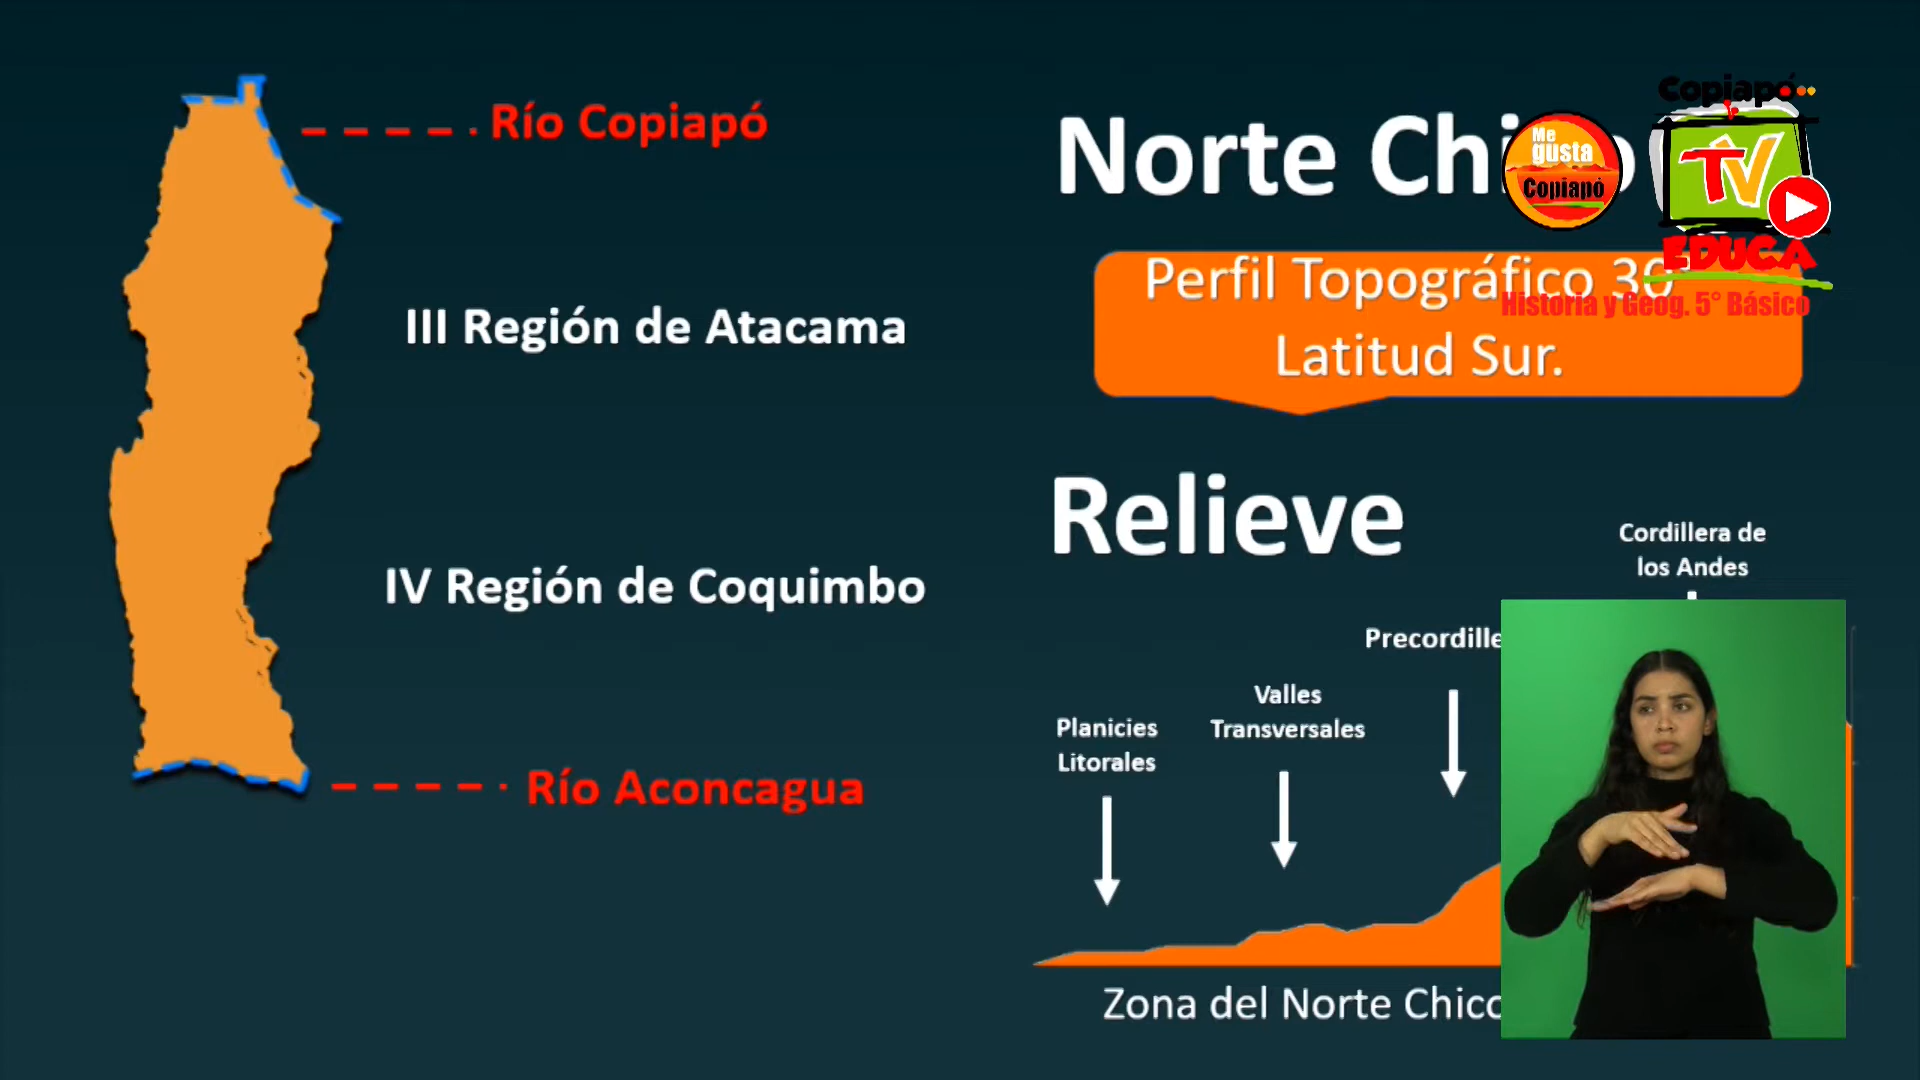 Río Copiapó
III Región de Atacama
IV Región de Coquimbo
Río Aconcagua
Norte Chico
Perfil Topográfico 30°
Latitud Sur.
Relieve
Cordillera de
los Andes
Precordille
Valles
Transversales
Planicies
Litorales
Zona del Norte Chico
Me
gusta
Copiapó
Copiapó
TV
EDUCA
Historia y Geog. 5° Básico